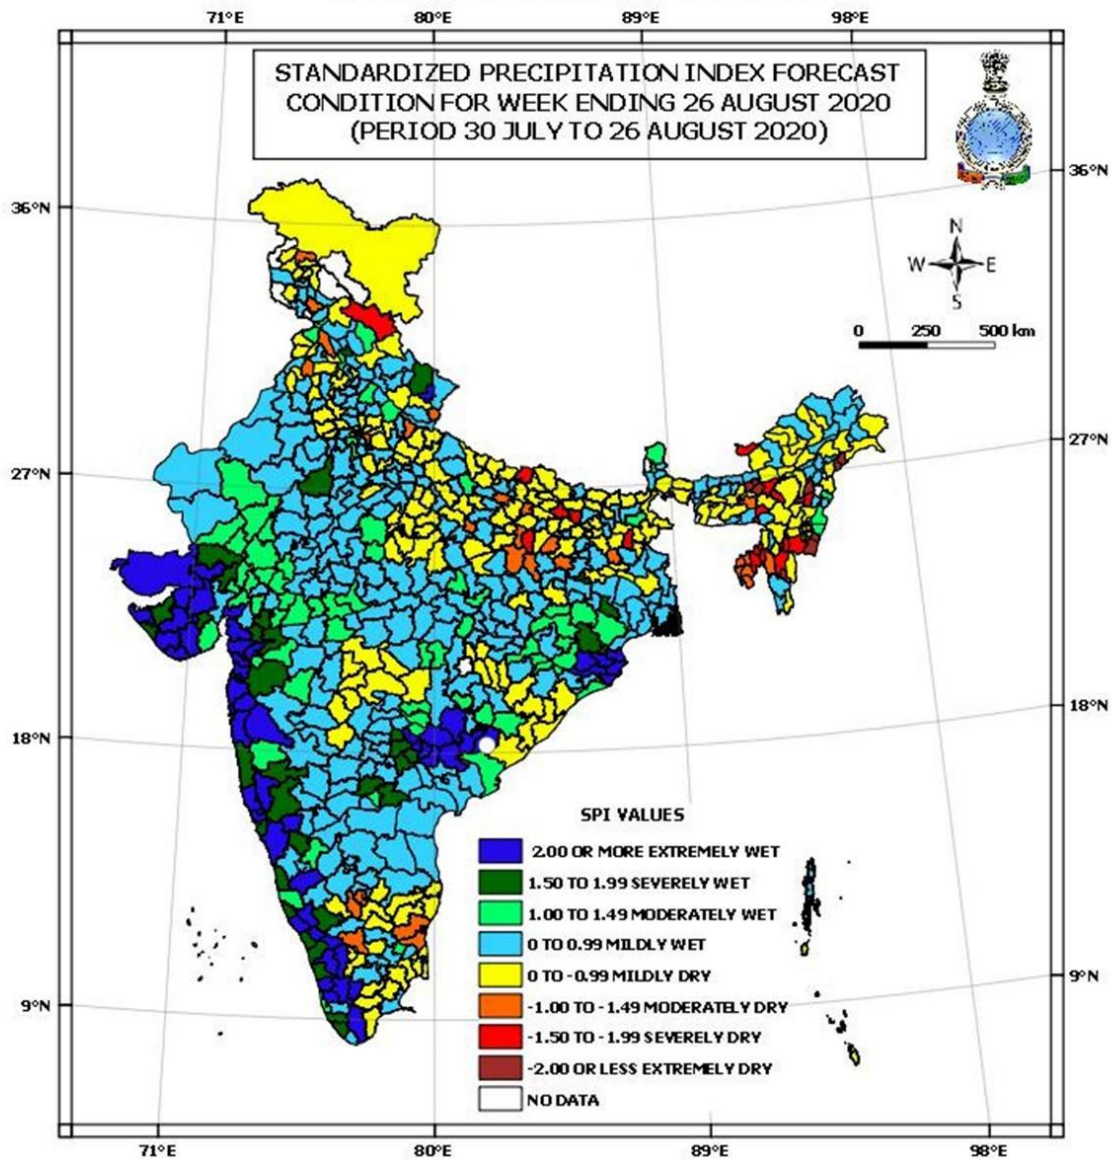 71°E 80°E 89°E 98°E
STANDARDIZED PRECIPITATION INDEX FORECAST
CONDITION FOR WEEK ENDING 26 AUGUST 2020
(PERIOD 30 JULY TO 26 AUGUST 2020)
36°N
36°N
N
W E
S
0 250 500 km
27°N
27°N
18°N
18°N
SPI VALUES
2.00 OR MORE EXTREMELY WET
1.50 TO 1.99 SEVERELY WET
1.00 TO 1.49 MODERATELY WET
0 TO 0.99 MILDLY WET
0 TO -0.99 MILDLY DRY
-1.00 TO -1.49 MODERATELY DRY
-1.50 TO -1.99 SEVERELY DRY
-2.00 OR LESS EXTREMELY DRY
NO DATA
9°N
9°N
71°E 80°E 89°E 98°E